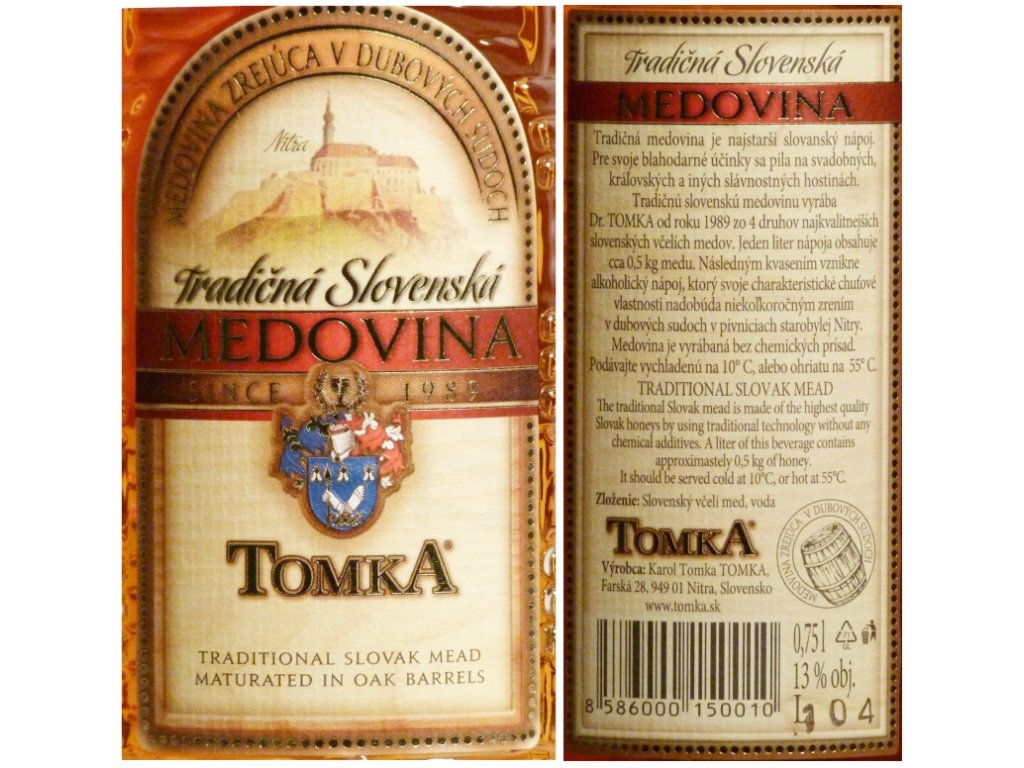 MEDOVINA ZREJÚCA V DUBOVÝCH SUDOCH
Nitra
Tradičná Slovenská
MEDOVINA
SINCE 1989
TOMKA®
TRADITIONAL SLOVAK MEAD
MATURATED IN OAK BARRELS
Tradičná Slovenská
MEDOVINA
Tradičná medovina je najstarší slovanský nápoj.
Pre svoje blahodarné účinky sa pila na svadobných,
kráľovských a iných slávnostných hostinách.
Tradičnú slovenskú medovinu vyrába
Dr. TOMKA od roku 1989 zo 4 druhov najkvalitnejších
slovenských včelích medov. Jeden liter nápoja obsahuje
cca 0,5 kg medu. Následným kvasením vznikne
alkoholický nápoj, ktorý svoje charakteristické chuťové
vlastnosti nadobúda niekoľkoročným zrením
v dubových sudoch v pivniciach starobylej Nitry.
Medovina je vyrábaná bez chemických prísad.
Podávajte vychladenú na 10° C, alebo ohriatu na 55° C.
TRADITIONAL SLOVAK MEAD
The traditional Slovak mead is made of the highest quality
Slovak honeys by using traditional technology without any
chemical additives. A liter of this beverage contains
approximastely 0,5 kg of honey.
It should be served cold at 10°C, or hot at 55°C.
Zloženie: Slovenský včelí med, voda
TOMKA®
MEDOVINA ZREJÚCA V DUBOVÝCH SUDOCH
Výrobca: Karol Tomka TOMKA,
Farská 28, 949 01 Nitra, Slovensko
www.tomka.sk
0,75 l
71
GL
13 % obj.
L104
8 586000 150010